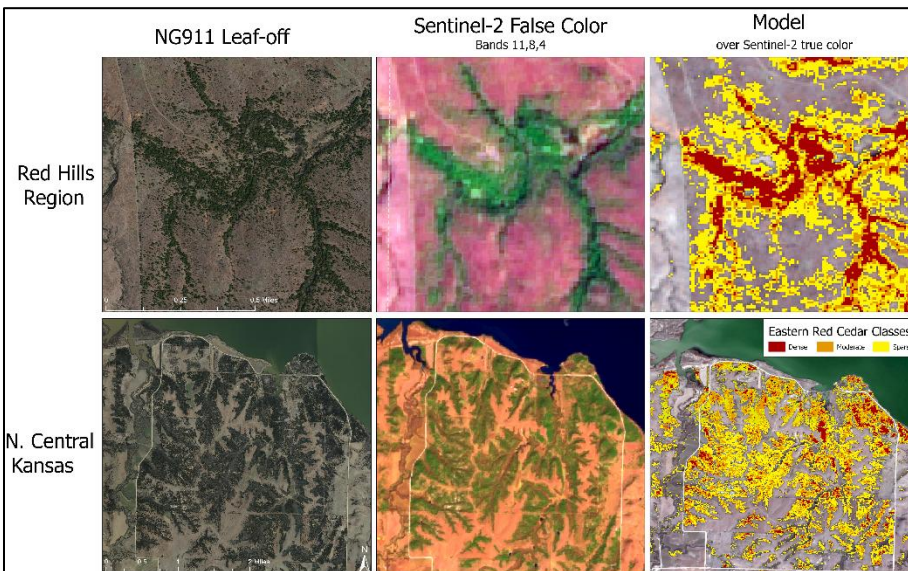 NG911 Leaf-off
Sentinel-2 False Color
Bands 11,8,4
Model
over Sentinel-2 true color
Red Hills
Region
0 0.25 0.5 Miles
N. Central
Kansas
0 0.5 1 2 Miles
N
Eastern Red Cedar Classes
Dense Moderate Sparse